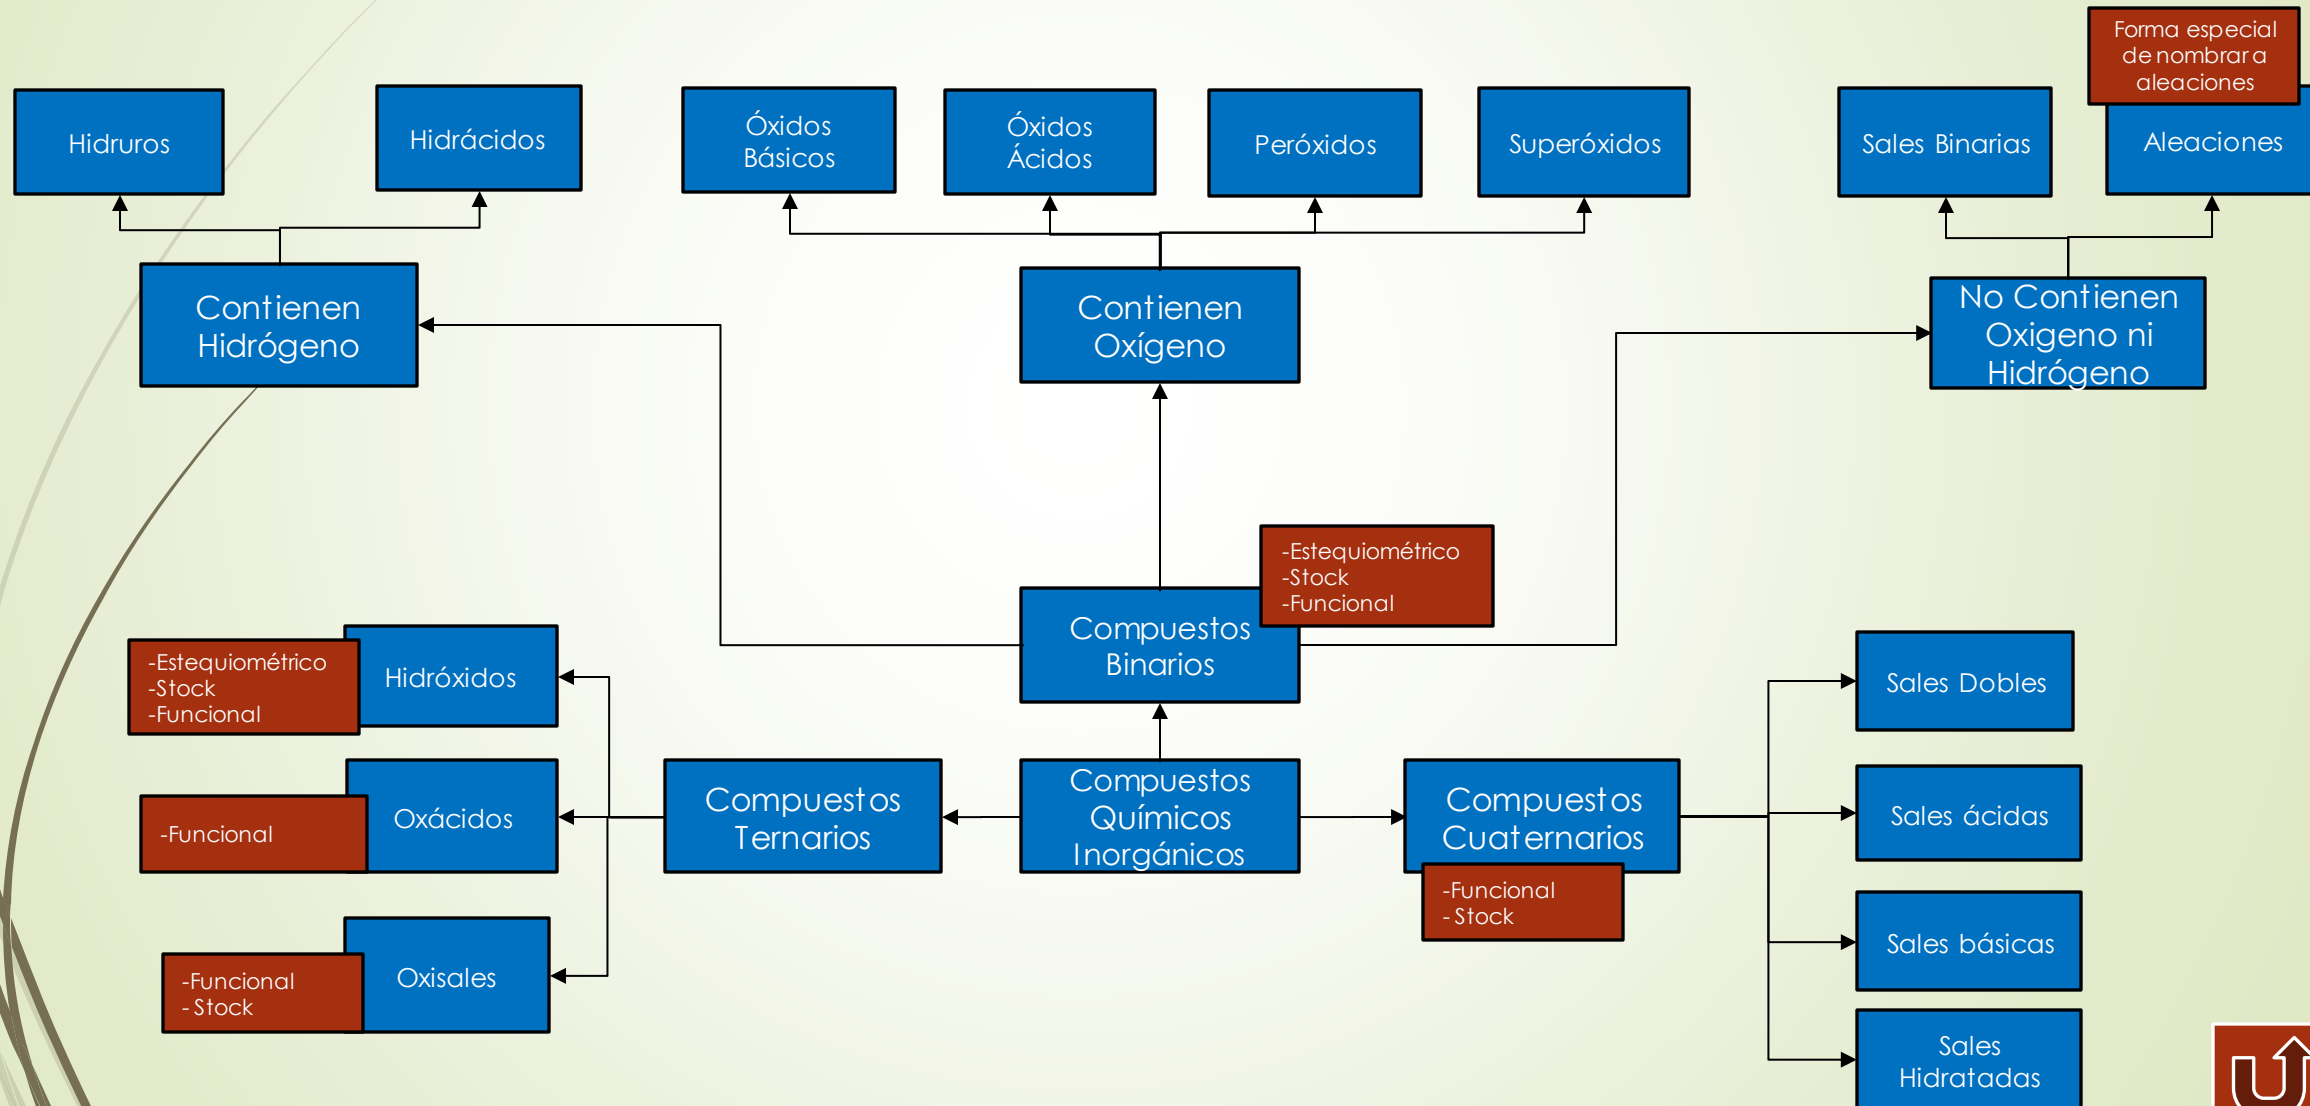 Forma especial
de nombrar a
aleaciones
Hidruros
Hidrácidos
Óxidos
Básicos
Óxidos
Ácidos
Peróxidos
Superóxidos
Sales Binarias
Aleaciones
Contienen
Hidrógeno
Contienen
Oxígeno
No Contienen
Oxigeno ni
Hidrógeno
-Estequiométrico
-Stock
-Funcional
Compuestos
Binarios
-Estequiométrico
-Stock
-Funcional
Hidróxidos
Sales Dobles
-Funcional
Oxácidos
Compuestos
Ternarios
Compuestos
Químicos
Inorgánicos
Compuestos
Cuaternarios
-Funcional
- Stock
Sales ácidas
-Funcional
- Stock
Oxisales
Sales básicas
Sales
Hidratadas